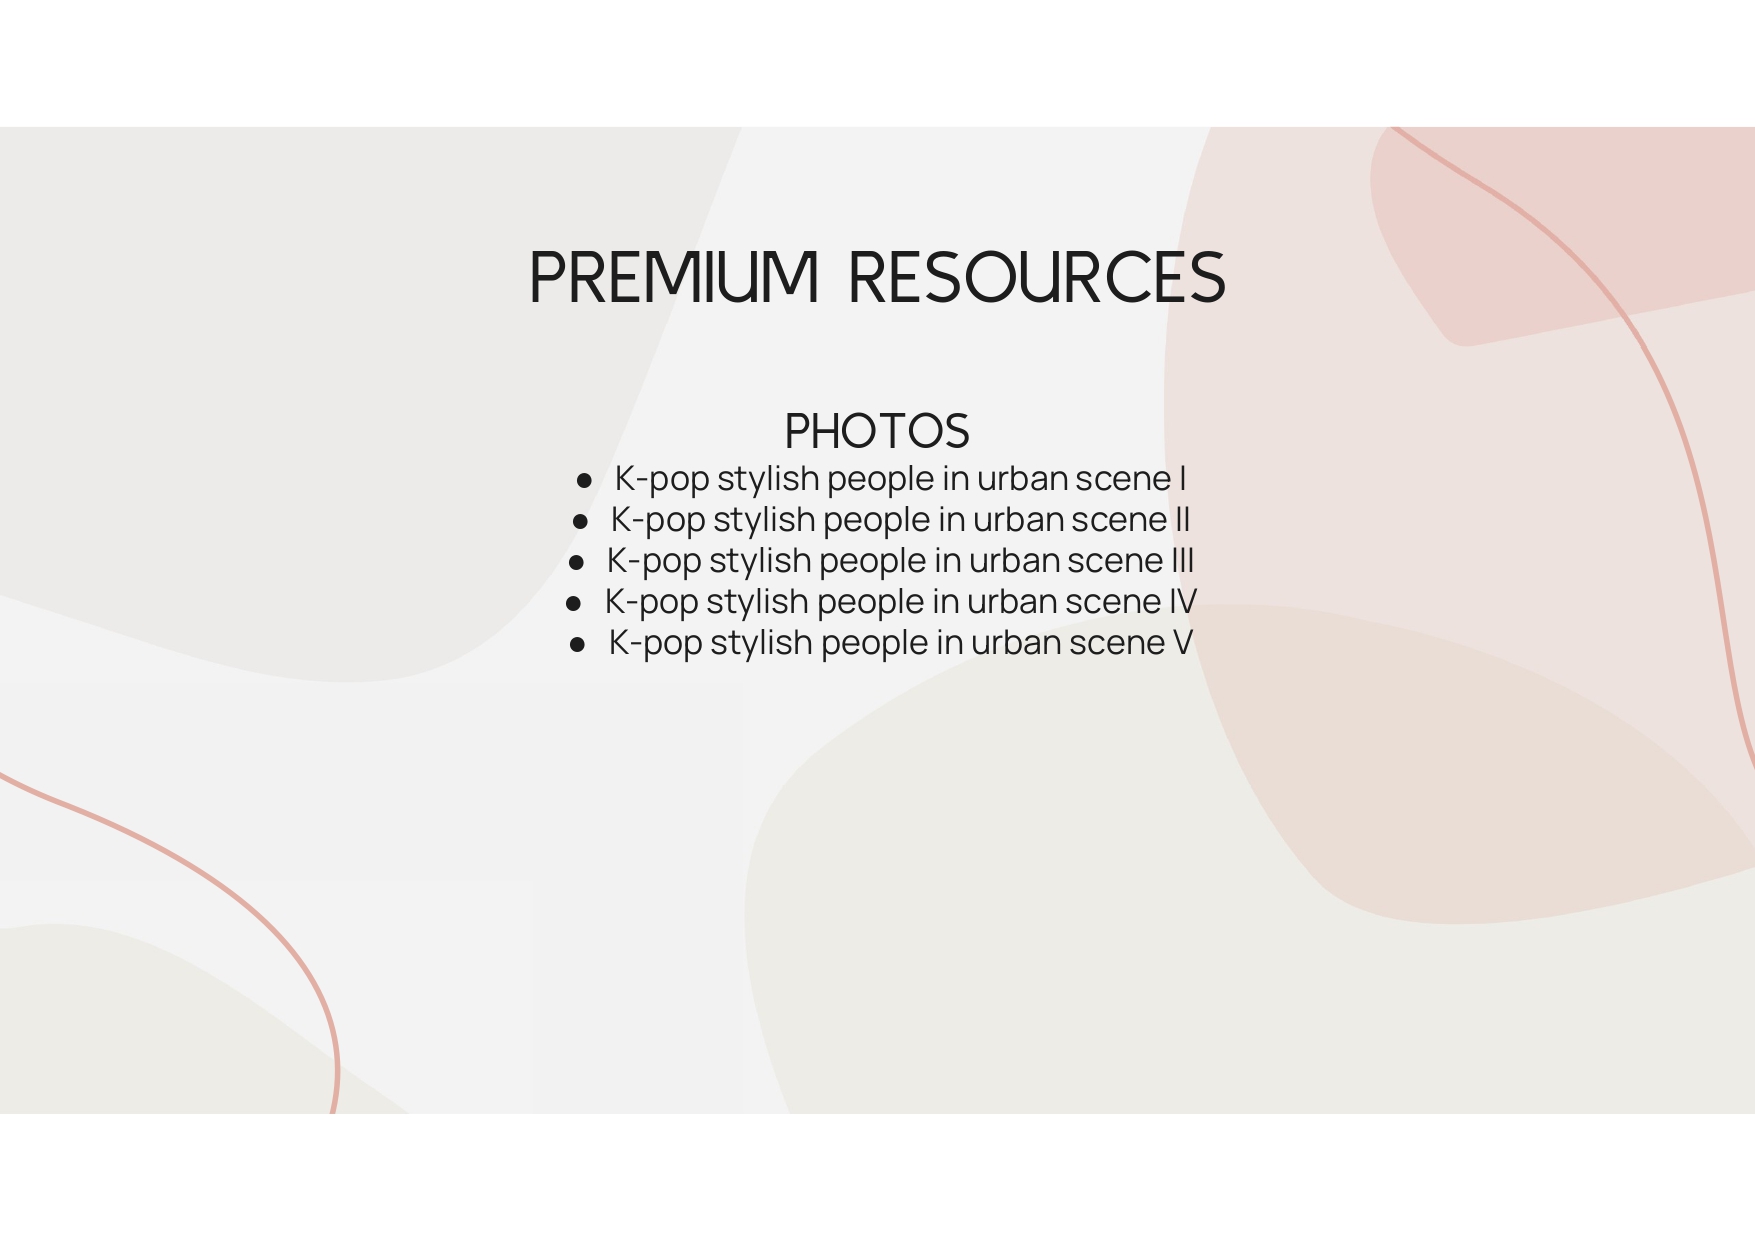 PREMIUM RESOURCES
PHOTOS
● K-pop stylish people in urban scene I
● K-pop stylish people in urban scene II
● K-pop stylish people in urban scene III
● K-pop stylish people in urban scene IV
● K-pop stylish people in urban scene V